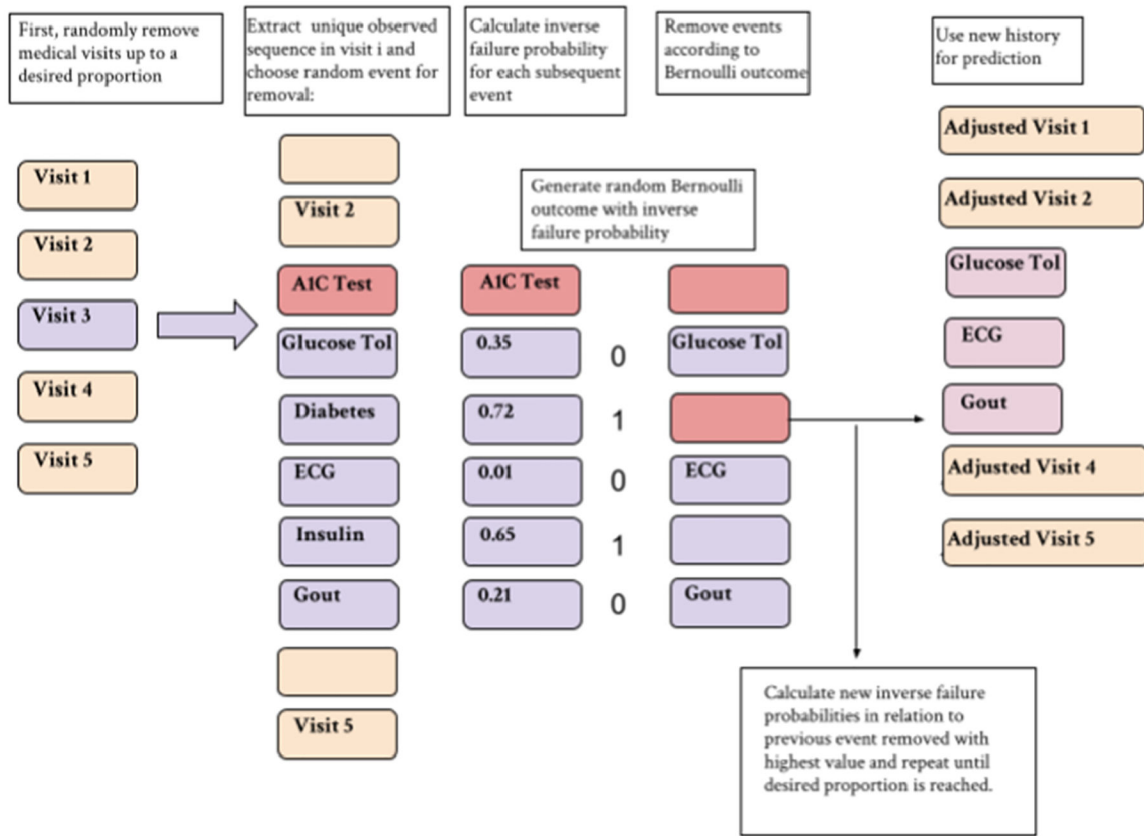 First, randomly remove
medical visits up to a
desired proportion
Extract unique observed
sequence in visit i and
choose random event for
removal:
Calculate inverse
failure probability
for each subsequent
event
Remove events
according to
Bernoulli outcome
Use new history
for prediction
Visit 1
Visit 2
Visit 3
Visit 4
Visit 5
Visit 2
A1C Test
Glucose Tol
Diabetes
ECG
Insulin
Gout
Visit 5
Generate random Bernoulli
outcome with inverse
failure probability
A1C Test
0.35
0.72
0.01
0.65
0.21
0
1
0
1
0
Glucose Tol
ECG
Gout
Adjusted Visit 1
Adjusted Visit 2
Glucose Tol
ECG
Gout
Adjusted Visit 4
Adjusted Visit 5
Calculate new inverse failure
probabilities in relation to
previous event removed with
highest value and repeat until
desired proportion is reached.